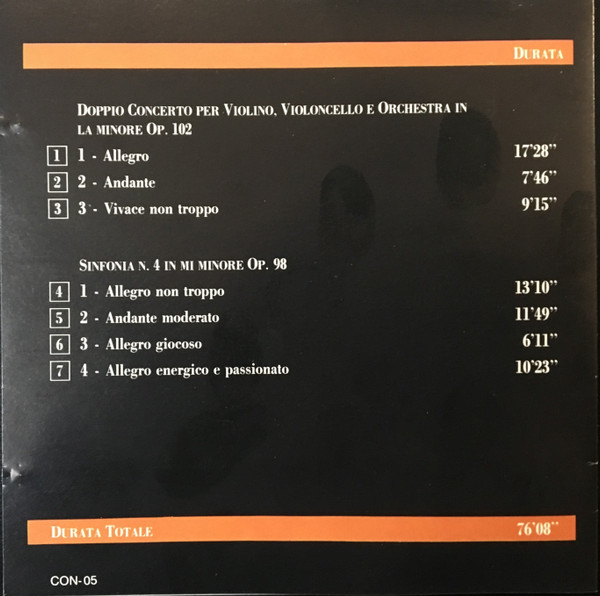 DURATA
DOPPIO CONCERTO PER VIOLINO, VIOLONCELLO E ORCHESTRA IN
LA MINORE OP. 102
1 1 - Allegro 17'28"
2 2 - Andante 7'46"
3 3 - Vivace non troppo 9'15"
SINFONIA N. 4 IN MI MINORE OP. 98
4 1 - Allegro non troppo 13'10"
5 2 - Andante moderato 11'49"
6 3 - Allegro giocoso 6'11"
7 4 - Allegro energico e passionato 10'23"
DURATA TOTALE 76'08"
CON-05